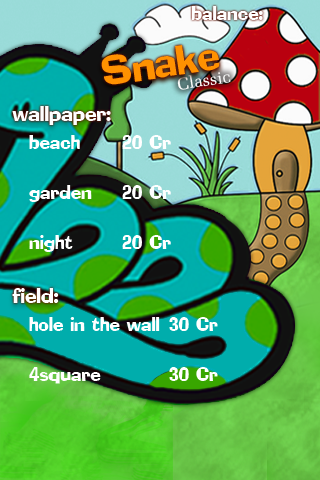 balance:
Snake
Classic
wallpaper:
beach 20 Cr
garden 20 Cr
night 20 Cr
field:
hole in the wall 30 Cr
4square 30 Cr